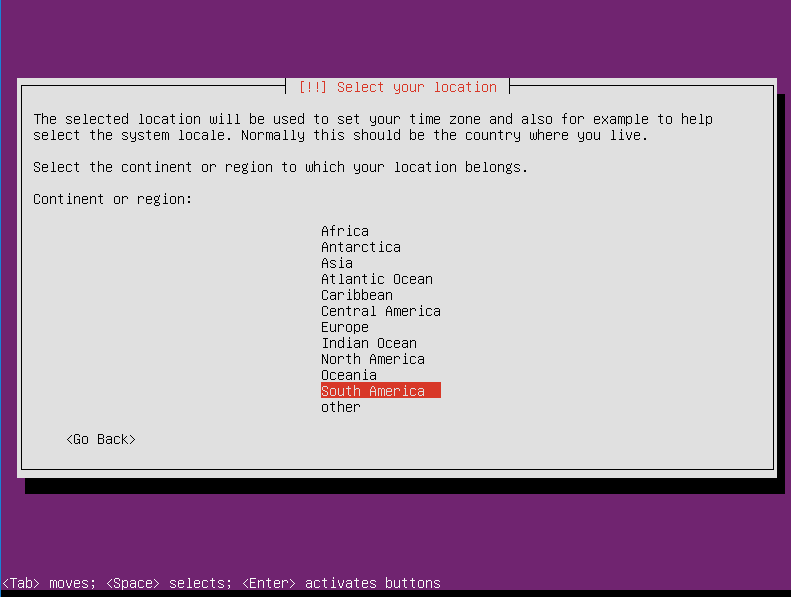 [!!] Select your location
The selected location will be used to set your time zone and also for example to help
select the system locale. Normally this should be the country where you live.
Select the continent or region to which your location belongs.
Continent or region:
Africa
Antarctica
Asia
Atlantic Ocean
Caribbean
Central America
Europe
Indian Ocean
North America
Oceania
South America
other
<Go Back>
<Tab> moves; <Space> selects; <Enter> activates buttons